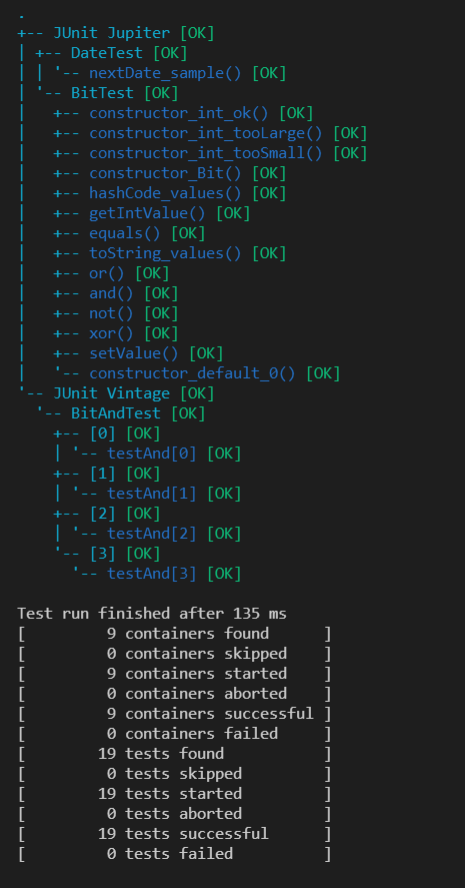 .
+-- JUnit Jupiter [OK]
| +-- DateTest [OK]
| | '-- nextDate_sample() [OK]
| '-- BitTest [OK]
|   +-- constructor_int_ok() [OK]
|   +-- constructor_int_tooLarge() [OK]
|   +-- constructor_int_tooSmall() [OK]
|   +-- constructor_Bit() [OK]
|   +-- hashCode_values() [OK]
|   +-- getIntValue() [OK]
|   +-- equals() [OK]
|   +-- toString_values() [OK]
|   +-- or() [OK]
|   +-- and() [OK]
|   +-- not() [OK]
|   +-- xor() [OK]
|   +-- setValue() [OK]
|   '-- constructor_default_0() [OK]
'-- JUnit Vintage [OK]
  '-- BitAndTest [OK]
    +-- [0] [OK]
    | '-- testAnd[0] [OK]
    +-- [1] [OK]
    | '-- testAnd[1] [OK]
    +-- [2] [OK]
    | '-- testAnd[2] [OK]
    '-- [3] [OK]
      '-- testAnd[3] [OK]

Test run finished after 135 ms
[         9 containers found      ]
[         0 containers skipped    ]
[         9 containers started    ]
[         0 containers aborted    ]
[         9 containers successful ]
[         0 containers failed     ]
[        19 tests found           ]
[         0 tests skipped         ]
[        19 tests started         ]
[         0 tests aborted         ]
[        19 tests successful      ]
[         0 tests failed          ]